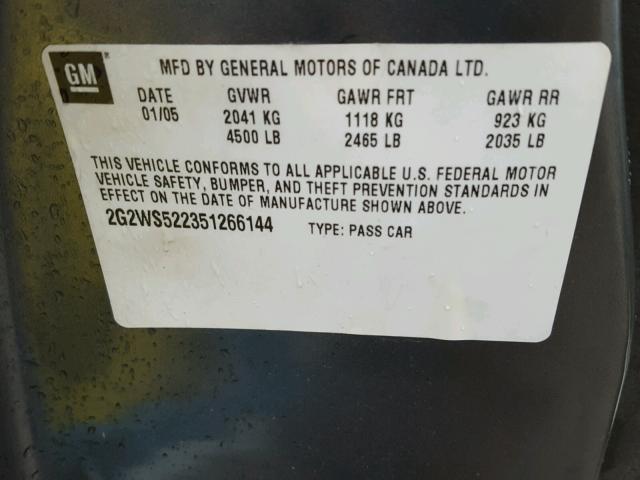 GM
MFD BY GENERAL MOTORS OF CANADA LTD.
DATE GVWR GAWR FRT GAWR RR
01/05 2041 KG 1118 KG 923 KG
4500 LB 2465 LB 2035 LB
THIS VEHICLE CONFORMS TO ALL APPLICABLE U.S. FEDERAL MOTOR
VEHICLE SAFETY, BUMPER, AND THEFT PREVENTION STANDARDS IN
EFFECT ON THE DATE OF MANUFACTURE SHOWN ABOVE.
2G2WS522351266144 TYPE: PASS CAR